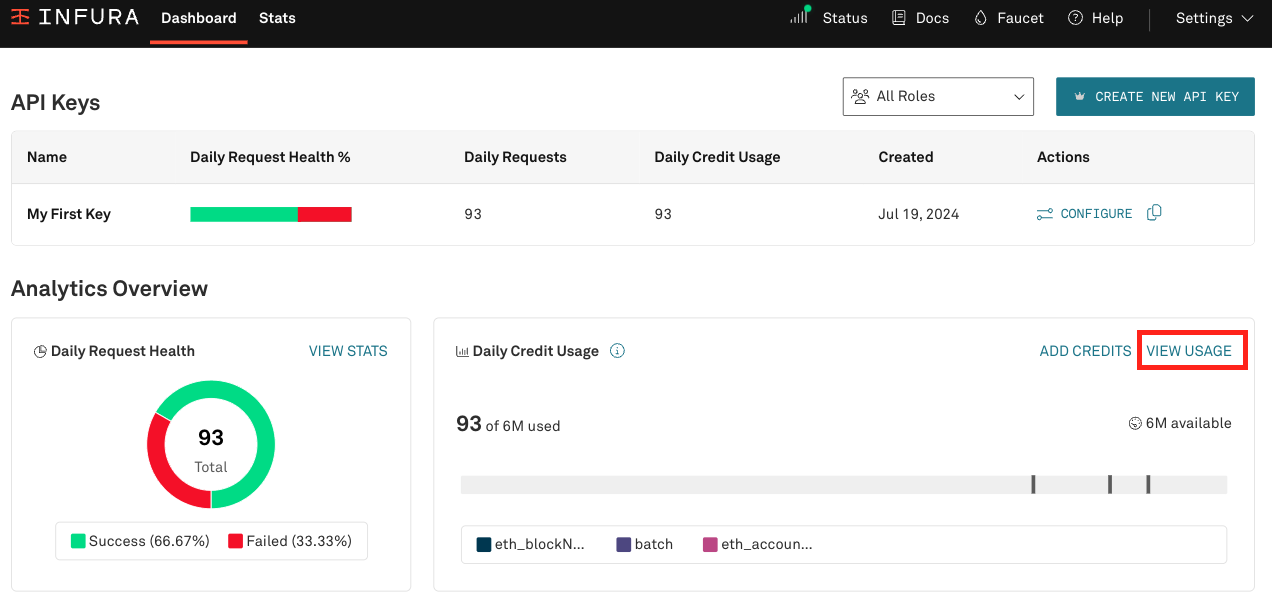 INFURA Dashboard Stats Status Docs Faucet Help Settings
API Keys All Roles CREATE NEW API KEY
Name Daily Request Health % Daily Requests Daily Credit Usage Created Actions
My First Key 93 93 Jul 19, 2024 CONFIGURE
Analytics Overview
Daily Request Health VIEW STATS
93
Total
Success (66.67%) Failed (33.33%)
Daily Credit Usage ADD CREDITS VIEW USAGE
93 of 6M used 6M available
eth_blockN... batch eth_accoun...